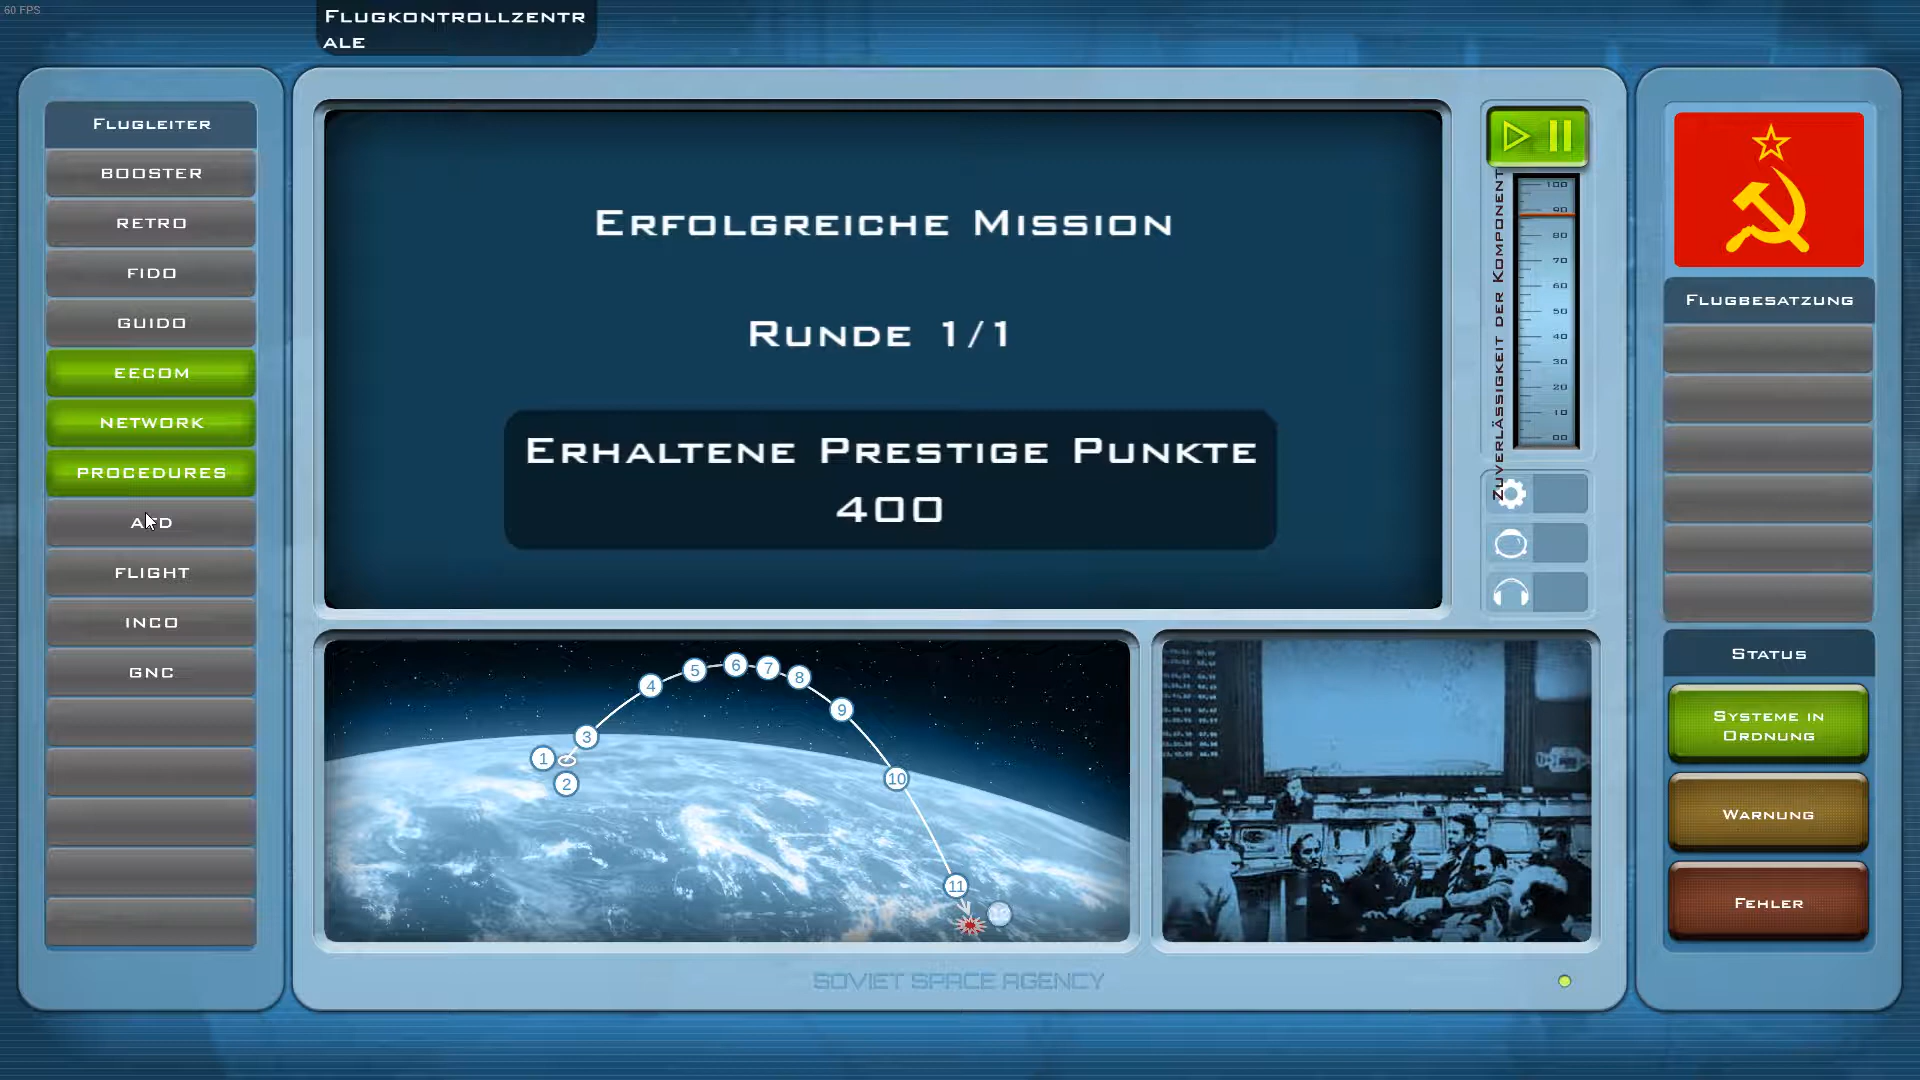 60 FPS
Flugkontrollzentr
ale
Flugleiter
BOOSTER
RETRO
FIDO
GUIDO
EECOM
NETWORK
PROCEDURES
FLIGHT
INCO
GNC
Erfolgreiche Mission
Runde 1/1
Erhaltene Prestige Punkte
400
Zuverlässigkeit der Komponent
100
90
80
70
60
50
40
30
20
10
00
1
2
3
4
5
6
7
8
9
10
11
SOVIET SPACE AGENCY
Flugbesatzung
Status
Systeme in
Ordnung
Warnung
Fehler